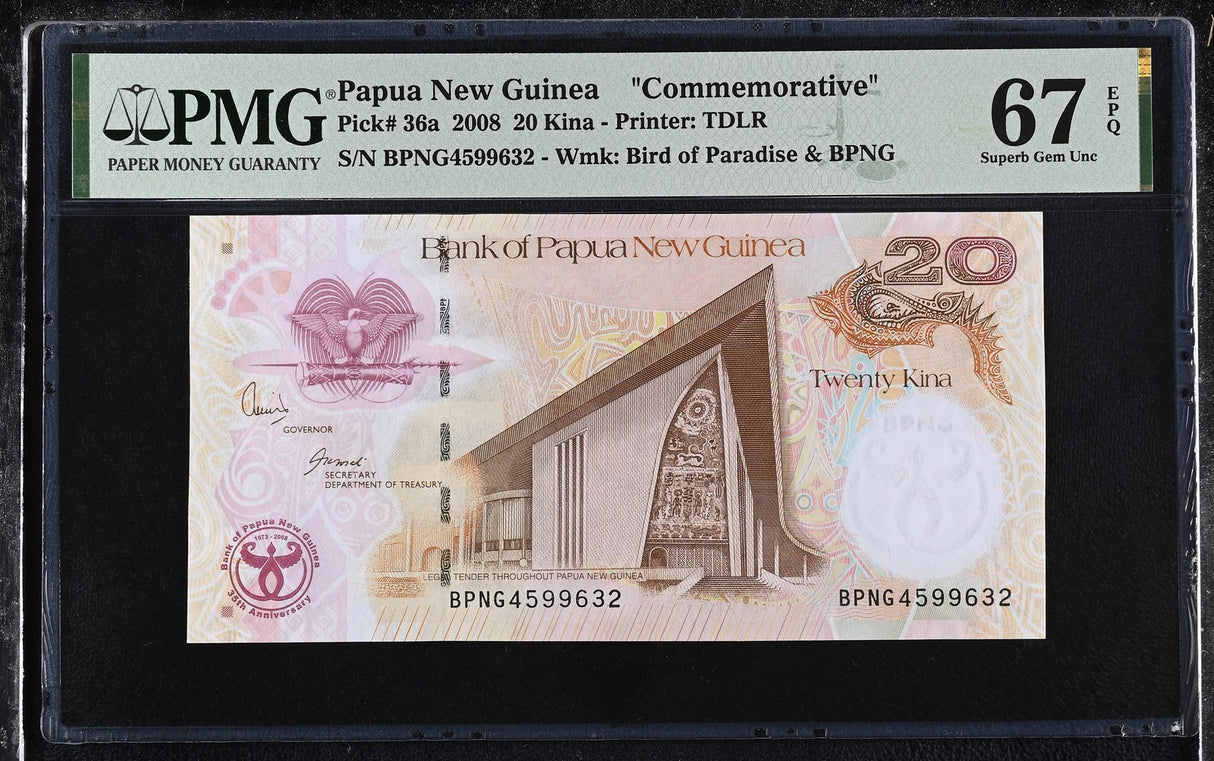 PMG®
PAPER MONEY GUARANTY
Papua New Guinea "Commemorative"
Pick# 36a 2008 20 Kina - Printer: TDLR
S/N BPNG4599632 - Wmk: Bird of Paradise & BPNG
67
EPQ
Superb Gem Unc
Bank of Papua New Guinea
20
Twenty Kina
BPNG
GOVERNOR
SECRETARY
DEPARTMENT OF TREASURY
Bank of Papua New Guinea
1973 - 2008
35th Anniversary
LEGAL TENDER THROUGHOUT PAPUA NEW GUINEA
BPNG4599632
BPNG4599632